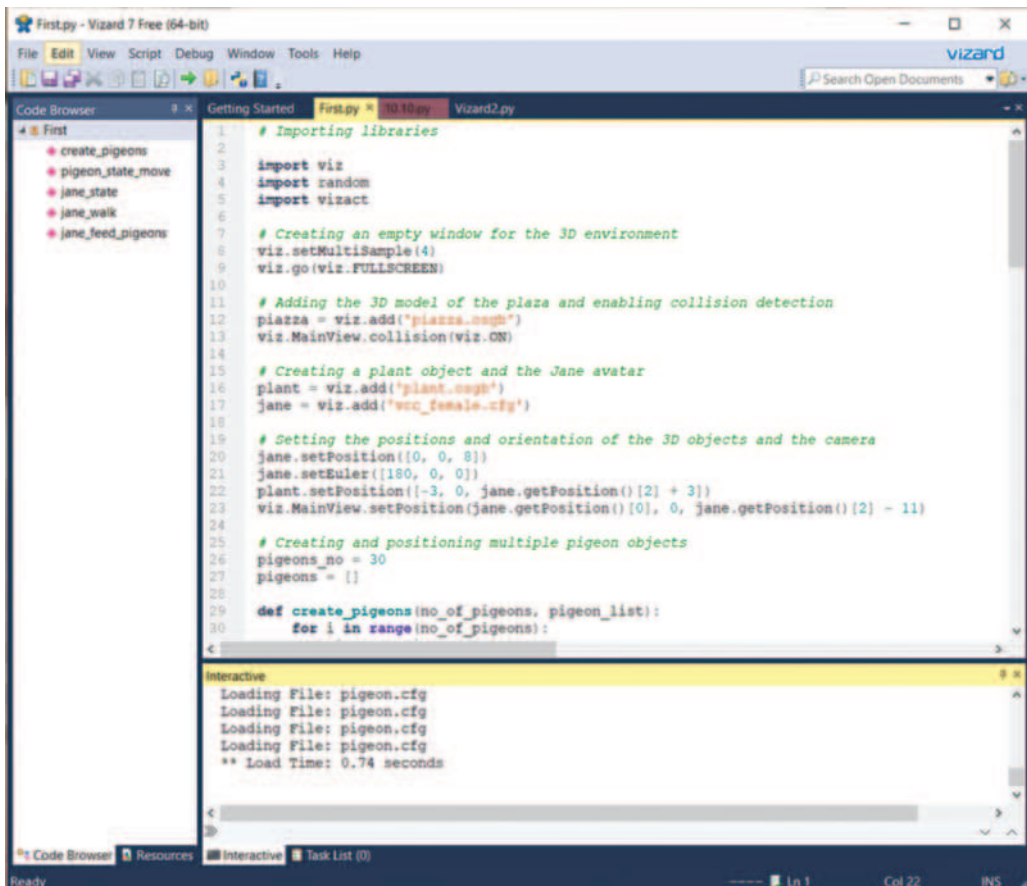 First.py - Vizard 7 Free (64-bit)
File Edit View Script Debug Window Tools Help
vizard
Search Open Documents
Code Browser
Getting Started First.py 10.10.py Vizard2.py
First
create_pigeons
pigeon_state_move
jane_state
jane_walk
jane_feed_pigeons
1 # Importing libraries
2
3 import viz
4 import random
5 import vizact
6
7 # Creating an empty window for the 3D environment
8 viz.setMultiSample(4)
9 viz.go(viz.FULLSCREEN)
10
11 # Adding the 3D model of the plaza and enabling collision detection
12 piazza = viz.add("piazza.osgb")
13 viz.MainView.collision(viz.ON)
14
15 # Creating a plant object and the Jane avatar
16 plant = viz.add("plant.osgb")
17 jane = viz.add("vcc_female.cfg")
18
19 # Setting the positions and orientation of the 3D objects and the camera
20 jane.setPosition([0, 0, 8])
21 jane.setEuler([180, 0, 0])
22 plant.setPosition([-3, 0, jane.getPosition()[2] + 3])
23 viz.MainView.setPosition(jane.getPosition()[0], 0, jane.getPosition()[2] - 11)
24
25 # Creating and positioning multiple pigeon objects
26 pigeons_no = 30
27 pigeons = []
28
29 def create_pigeons(no_of_pigeons, pigeon_list):
30 for i in range(no_of_pigeons):
Interactive
Loading File: pigeon.cfg
Loading File: pigeon.cfg
Loading File: pigeon.cfg
Loading File: pigeon.cfg
** Load Time: 0.74 seconds
Code Browser Resources Interactive Task List (0)
Ready Ln 1 Col 22 INS